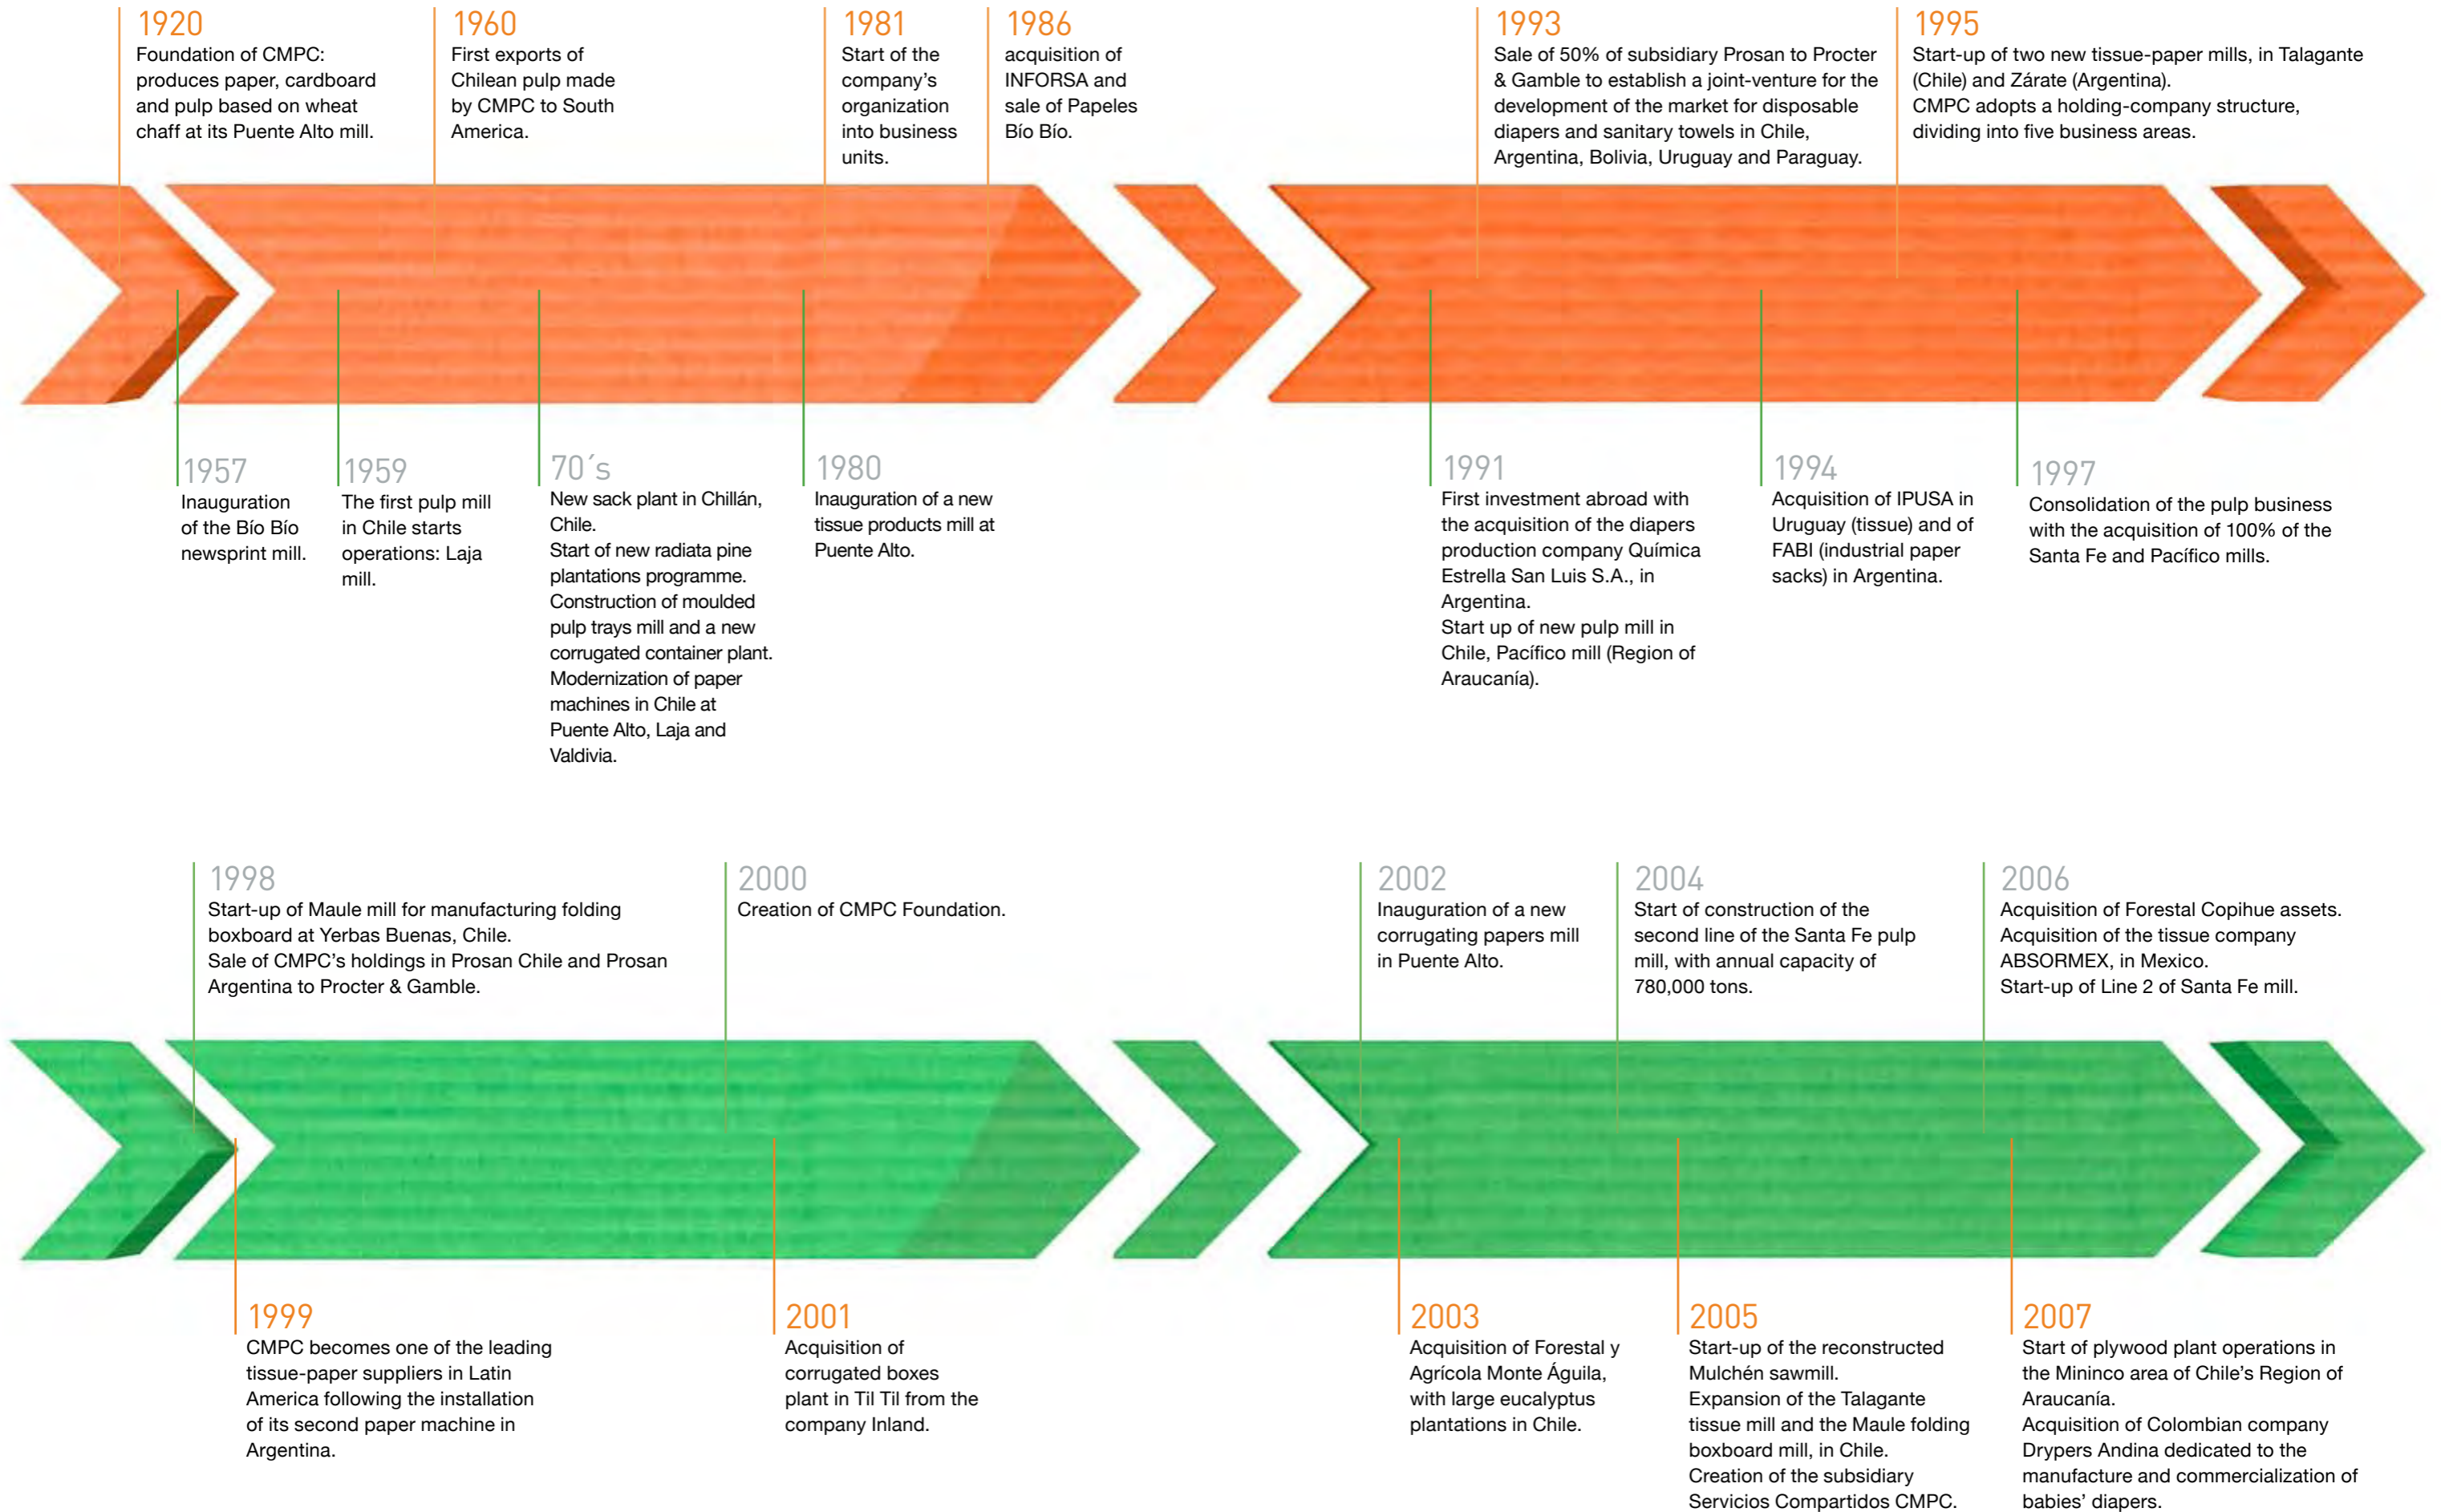 1920
Foundation of CMPC:
produces paper, cardboard
and pulp based on wheat
chaff at its Puente Alto mill.
1960
First exports of
Chilean pulp made
by CMPC to South
America.
1981
Start of the
company's
organization
into business
units.
1986
acquisition of
INFORSA and
sale of Papeles
Bío Bío.
1993
Sale of 50% of subsidiary Prosan to Procter
& Gamble to establish a joint-venture for the
development of the market for disposable
diapers and sanitary towels in Chile,
Argentina, Bolivia, Uruguay and Paraguay.
1995
Start-up of two new tissue-paper mills, in Talagante
(Chile) and Zárate (Argentina).
CMPC adopts a holding-company structure,
dividing into five business areas.
1957
Inauguration
of the Bío Bío
newsprint mill.
1959
The first pulp mill
in Chile starts
operations: Laja
mill.
70´s
New sack plant in Chillán,
Chile.
Start of new radiata pine
plantations programme.
Construction of moulded
pulp trays mill and a new
corrugated container plant.
Modernization of paper
machines in Chile at
Puente Alto, Laja and
Valdivia.
1980
Inauguration of a new
tissue products mill at
Puente Alto.
1991
First investment abroad with
the acquisition of the diapers
production company Química
Estrella San Luis S.A., in
Argentina.
Start up of new pulp mill in
Chile, Pacífico mill (Region of
Araucanía).
1994
Acquisition of IPUSA in
Uruguay (tissue) and of
FABI (industrial paper
sacks) in Argentina.
1997
Consolidation of the pulp business
with the acquisition of 100% of the
Santa Fe and Pacífico mills.
1998
Start-up of Maule mill for manufacturing folding
boxboard at Yerbas Buenas, Chile.
Sale of CMPC's holdings in Prosan Chile and Prosan
Argentina to Procter & Gamble.
2000
Creation of CMPC Foundation.
2002
Inauguration of a new
corrugating papers mill
in Puente Alto.
2004
Start of construction of the
second line of the Santa Fe pulp
mill, with annual capacity of
780,000 tons.
2006
Acquisition of Forestal Copihue assets.
Acquisition of the tissue company
ABSORMEX, in Mexico.
Start-up of Line 2 of Santa Fe mill.
1999
CMPC becomes one of the leading
tissue-paper suppliers in Latin
America following the installation
of its second paper machine in
Argentina.
2001
Acquisition of
corrugated boxes
plant in Til Til from the
company Inland.
2003
Acquisition of Forestal y
Agrícola Monte Águila,
with large eucalyptus
plantations in Chile.
2005
Start-up of the reconstructed
Mulchén sawmill.
Expansion of the Talagante
tissue mill and the Maule folding
boxboard mill, in Chile.
Creation of the subsidiary
Servicios Compartidos CMPC.
2007
Start of plywood plant operations in
the Mininco area of Chile's Region of
Araucanía.
Acquisition of Colombian company
Drypers Andina dedicated to the
manufacture and commercialization of
babies' diapers.